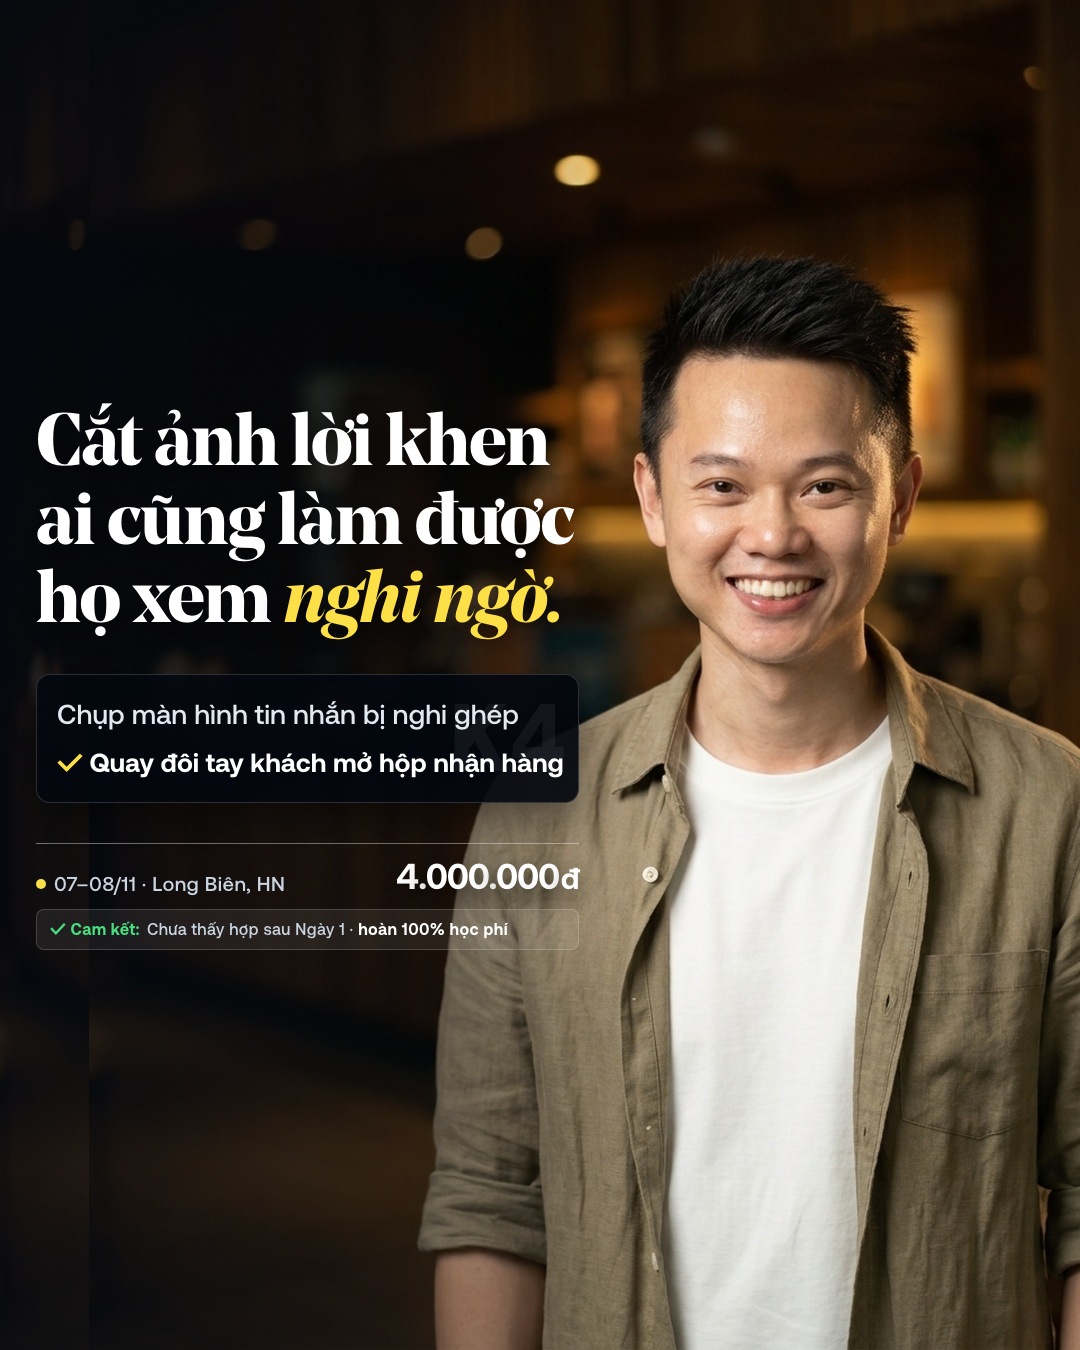 Cắt ảnh lời khen
ai cũng làm được
họ xem nghi ngờ.
Chụp màn hình tin nhắn bị nghi ghép
✓ Quay đôi tay khách mở hộp nhận hàng
K4
07–08/11 · Long Biên, HN
4.000.000đ
✓ Cam kết: Chưa thấy hợp sau Ngày 1 · hoàn 100% học phí